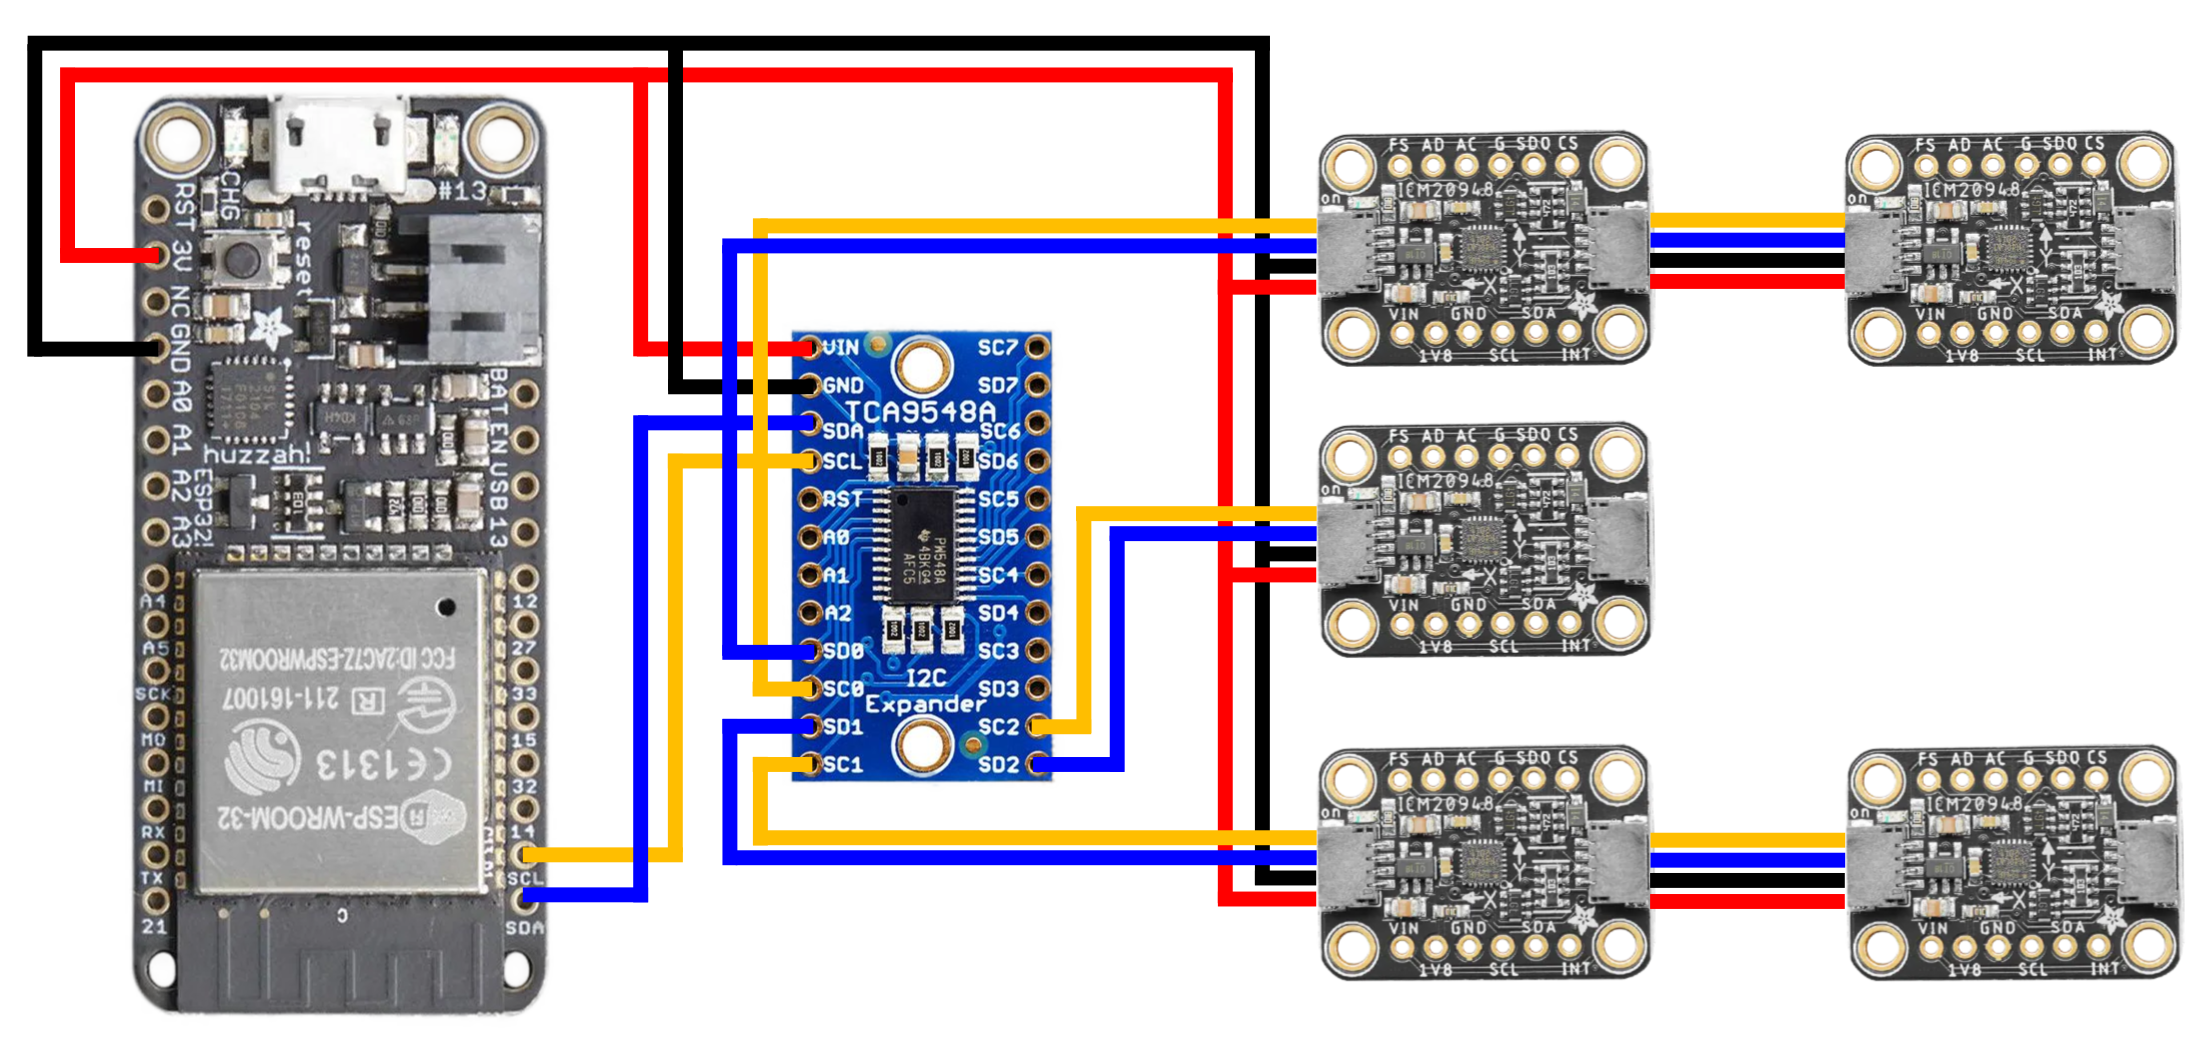 #13
CHG
reset
RST
3V
NC
GND
A0
A1
A2
A3
BAT
EN
USB
13
huzzah!
ESP32!
A4
A5
SCK
MO
MI
RX
TX
21
12
27
33
15
32
14
SCL
SDA
FCC ID:2AC7Z-ESPWROOM32
R 211-161007
CE1313
ESP-WROOM-32
C
VIN
GND
SDA
SCL
RST
A0
A1
A2
SD0
SC0
SD1
SC1
TCA9548A
PW548A
4BKG4
AFC5
I2C
Expander
SC7
SD7
SC6
SD6
SC5
SD5
SC4
SD4
SC3
SD3
SC2
SD2
FS AD AC G SDO CS
on
Y
X
VIN GND SDA
1V8 SCL INT
FS AD AC G SDO CS
on
Y
X
VIN GND SDA
1V8 SCL INT
FS AD AC G SDO CS
on
Y
X
VIN GND SDA
1V8 SCL INT
FS AD AC G SDO CS
on
Y
X
VIN GND SDA
1V8 SCL INT
FS AD AC G SDO CS
on
Y
X
VIN GND SDA
1V8 SCL INT